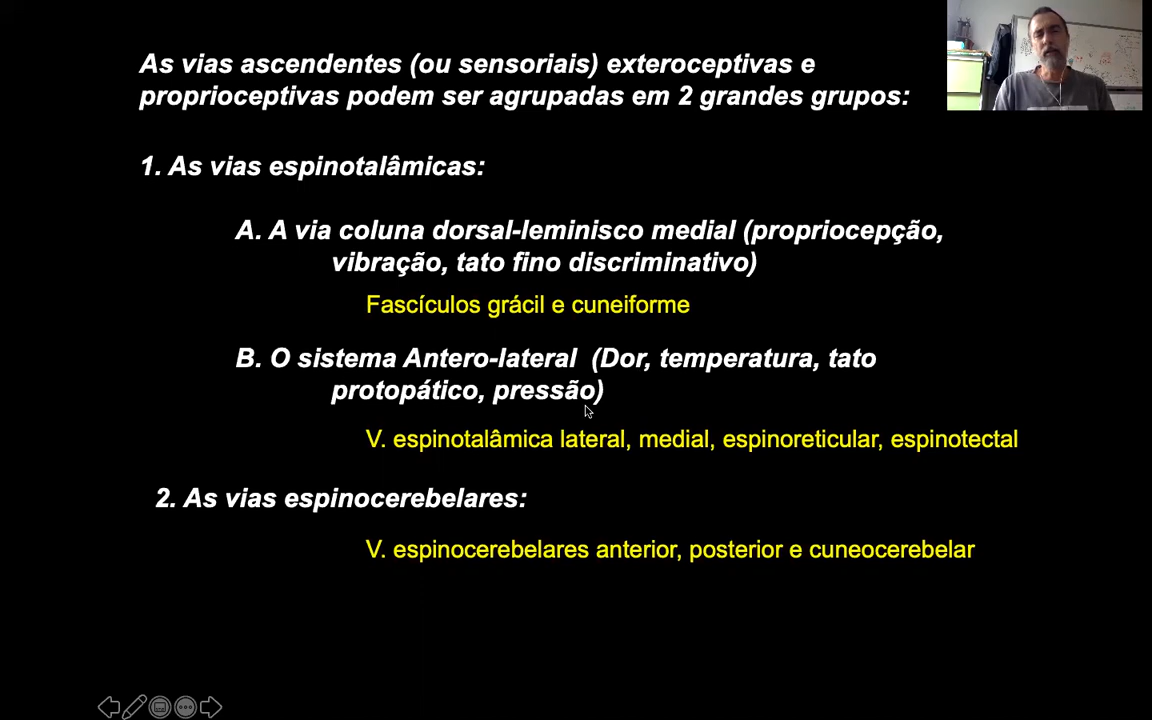 As vias ascendentes (ou sensoriais) exteroceptivas e
proprioceptivas podem ser agrupadas em 2 grandes grupos:
1. As vias espinotalâmicas:
A. A via coluna dorsal-leminisco medial (propriocepção,
vibração, tato fino discriminativo)
Fascículos grácil e cuneiforme
B. O sistema Antero-lateral (Dor, temperatura, tato
protopático, pressão)
V. espinotalâmica lateral, medial, espinoreticular, espinotectal
2. As vias espinocerebelares:
V. espinocerebelares anterior, posterior e cuneocerebelar